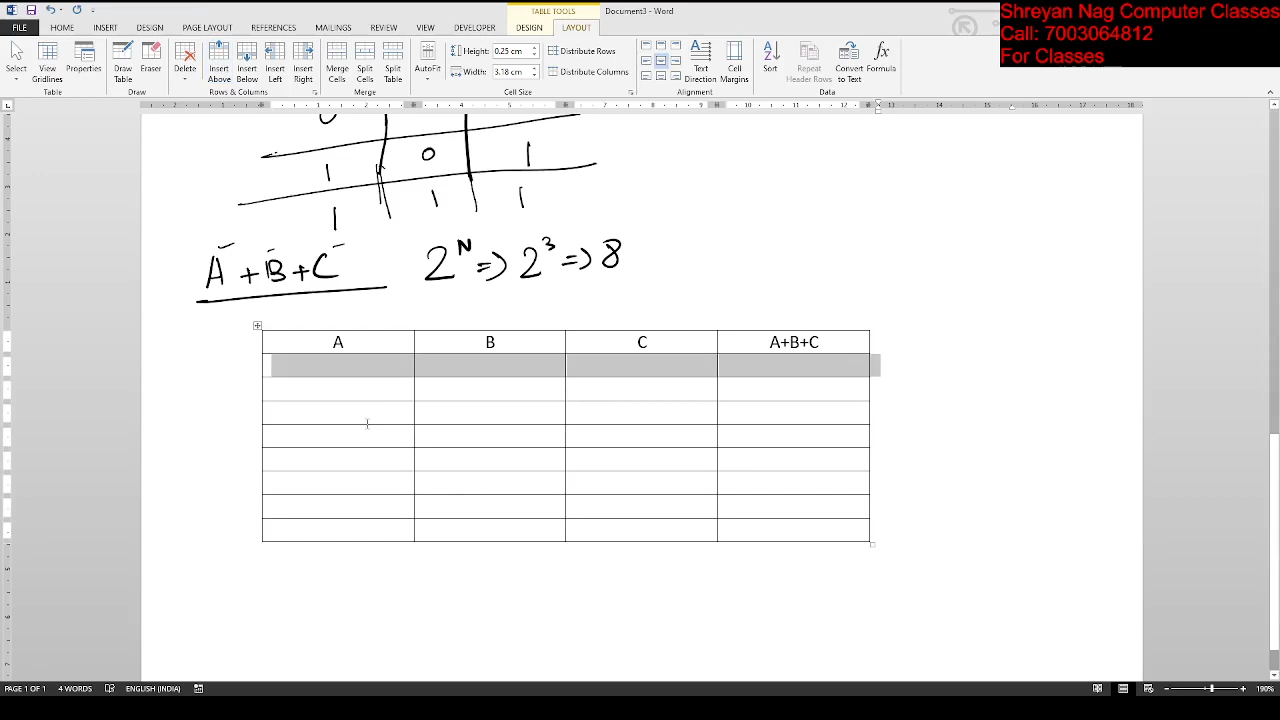 TABLE TOOLS
Document3 - Word
Shreyan Nag Computer Classes
Call: 7003064812
For Classes
FILE HOME INSERT DESIGN PAGE LAYOUT REFERENCES MAILINGS REVIEW VIEW DEVELOPER DESIGN LAYOUT
Select View Gridlines Properties Draw Table Eraser Delete Insert Above Insert Below Insert Left Insert Right Merge Cells Split Cells Split Table AutoFit Height: 0.25 cm Distribute Rows
Width: 3.18 cm Distribute Columns Text Direction Cell Margins Sort Repeat Header Rows Convert to Text Formula
Table Draw Rows & Columns Merge Cell Size Alignment Data
0
1 0 1
1 1 1
A+B+C 2^N => 2^3 => 8
A B C A+B+C
PAGE 1 OF 1 4 WORDS ENGLISH (INDIA) 190%